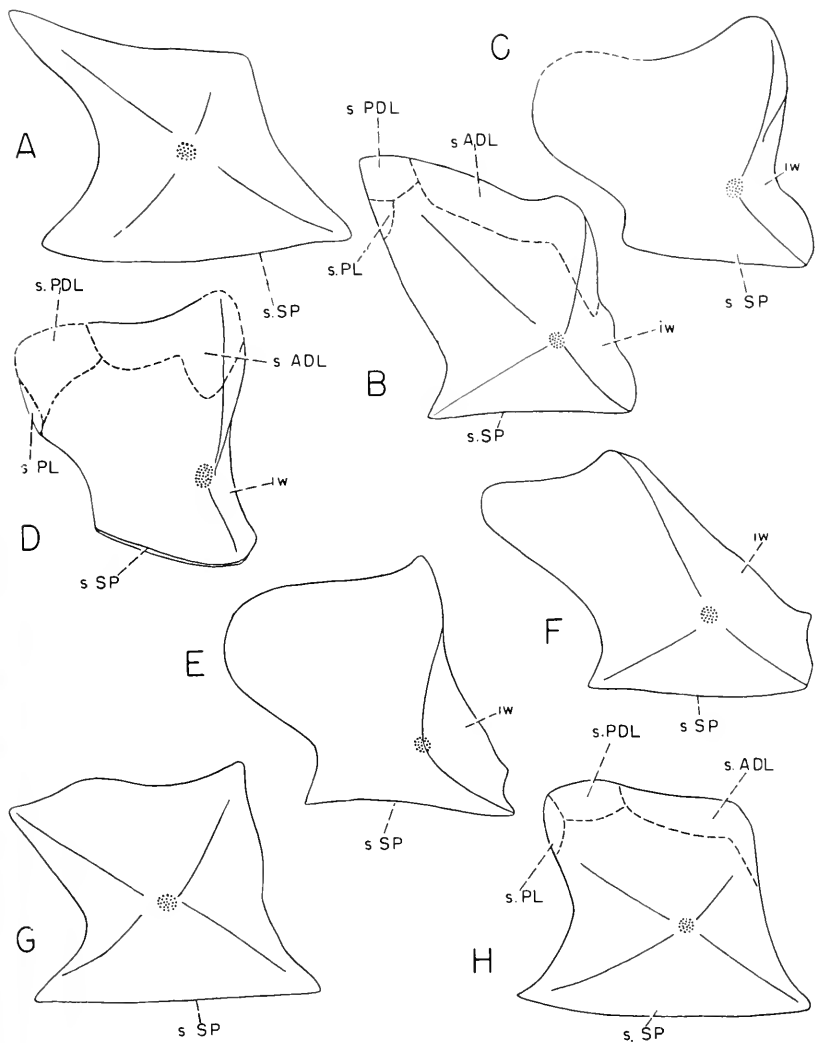 C
s PDL
s ADL
A
iw
s. PL
s. SP
s SP
s. PDL
s ADL
iw
B
s. SP
s PL
iw
D
s SP
iw
F
E
iw
s SP
s. PDL
s. ADL
s SP
s. PL
G
H
s SP
s. SP